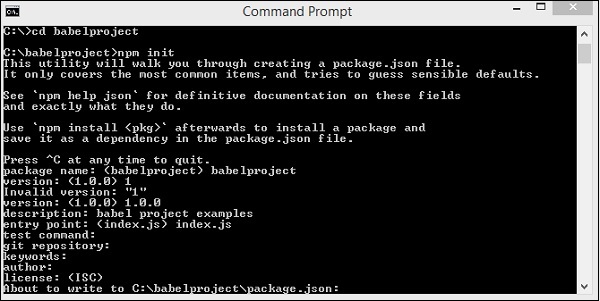 Command Prompt
C:\>cd babelproject
C:\babelproject>npm init
This utility will walk you through creating a package.json file.
It only covers the most common items, and tries to guess sensible defaults.
See `npm help json` for definitive documentation on these fields
and exactly what they do.
Use `npm install <pkg>` afterwards to install a package and
save it as a dependency in the package.json file.
Press ^C at any time to quit.
package name: (babelproject) babelproject
version: (1.0.0) 1
Invalid version: "1"
version: (1.0.0) 1.0.0
description: babel project examples
entry point: (index.js) index.js
test command:
git repository:
keywords:
author:
license: (ISC)
About to write to C:\babelproject\package.json: